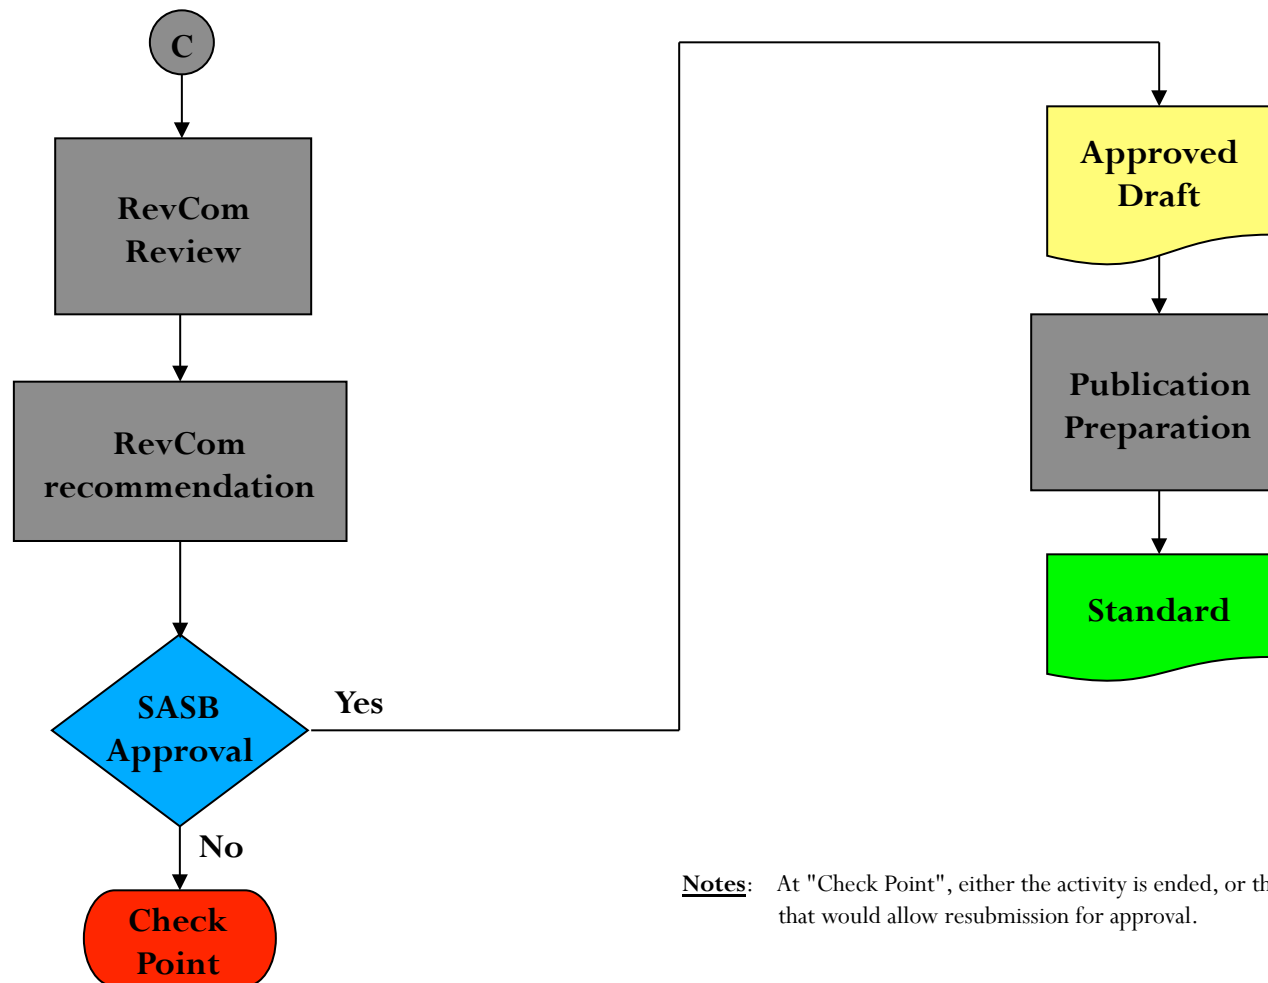 C
RevCom
Review
RevCom
recommendation
SASB
Approval
Yes
No
Check
Point
Approved
Draft
Publication
Preparation
Standard
Notes: At "Check Point", either the activity is ended, or th
that would allow resubmission for approval.